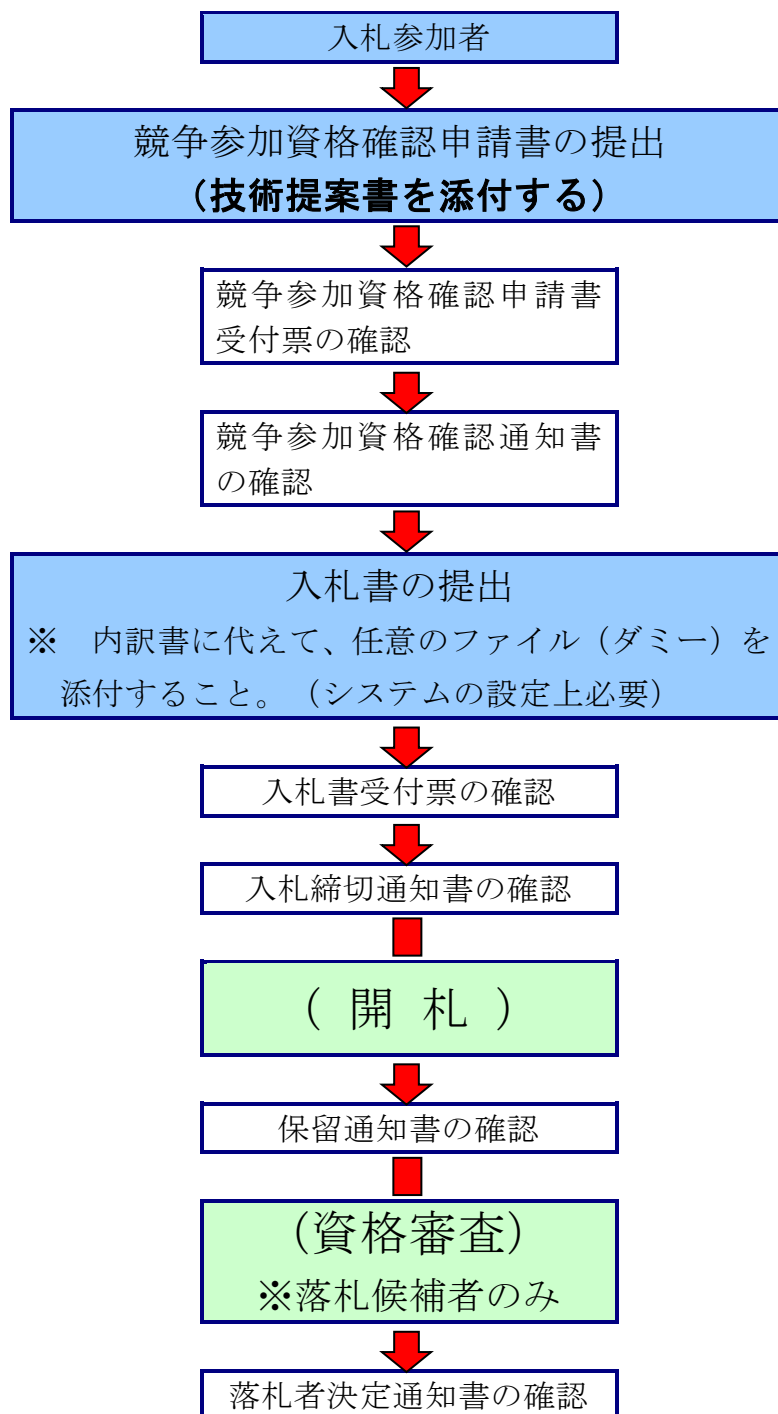 入札参加者
競争参加資格確認申請書の提出
（技術提案書を添付する）
競争参加資格確認申請書
受付票の確認
競争参加資格確認通知書
の確認
入札書の提出
※　内訳書に代えて、任意のファイル（ダミー）を
添付すること。（システムの設定上必要）
入札書受付票の確認
入札締切通知書の確認
（ 開 札 ）
保留通知書の確認
（資格審査）
※落札候補者のみ
落札者決定通知書の確認